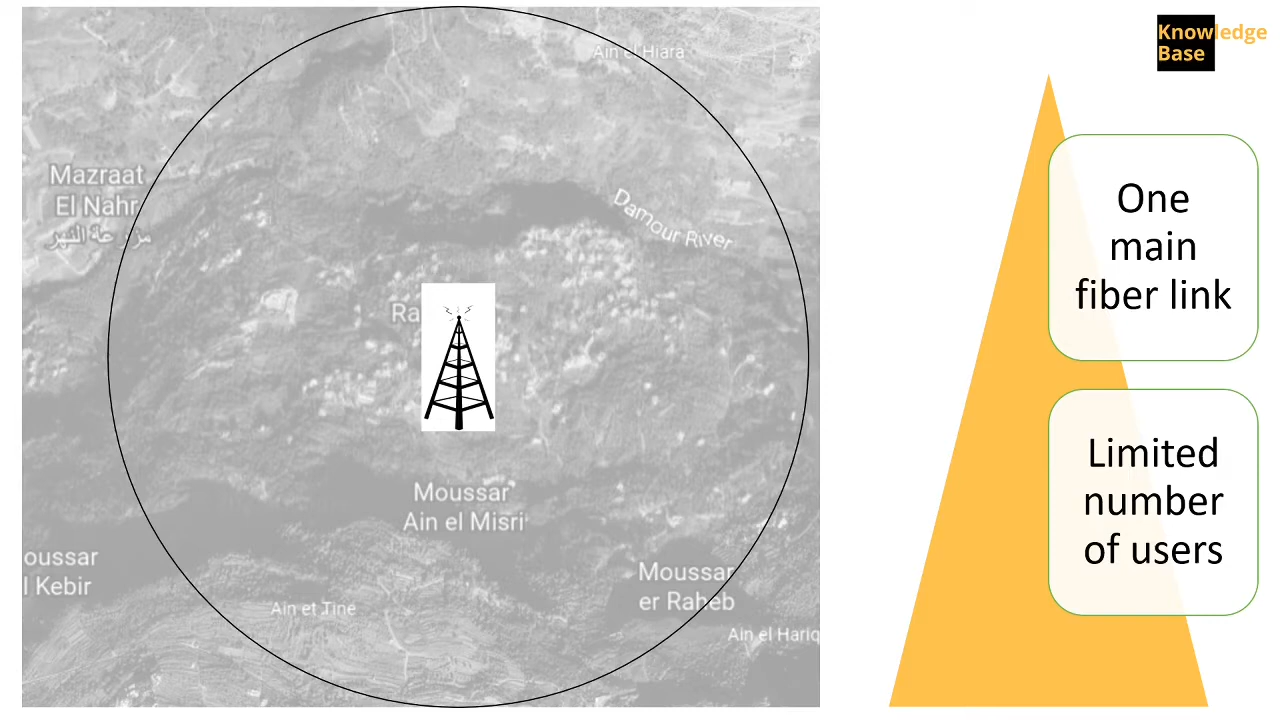 Ain el Hiara
Mazraat
El Nahr
مزرعة النهر
Damour River
Moussar
Ain el Misri
oussar
l Kebir
Moussar
er Raheb
Ain et Tine
Ain el Hariq
Knowledge
Base
One
main
fiber link
Limited
number
of users